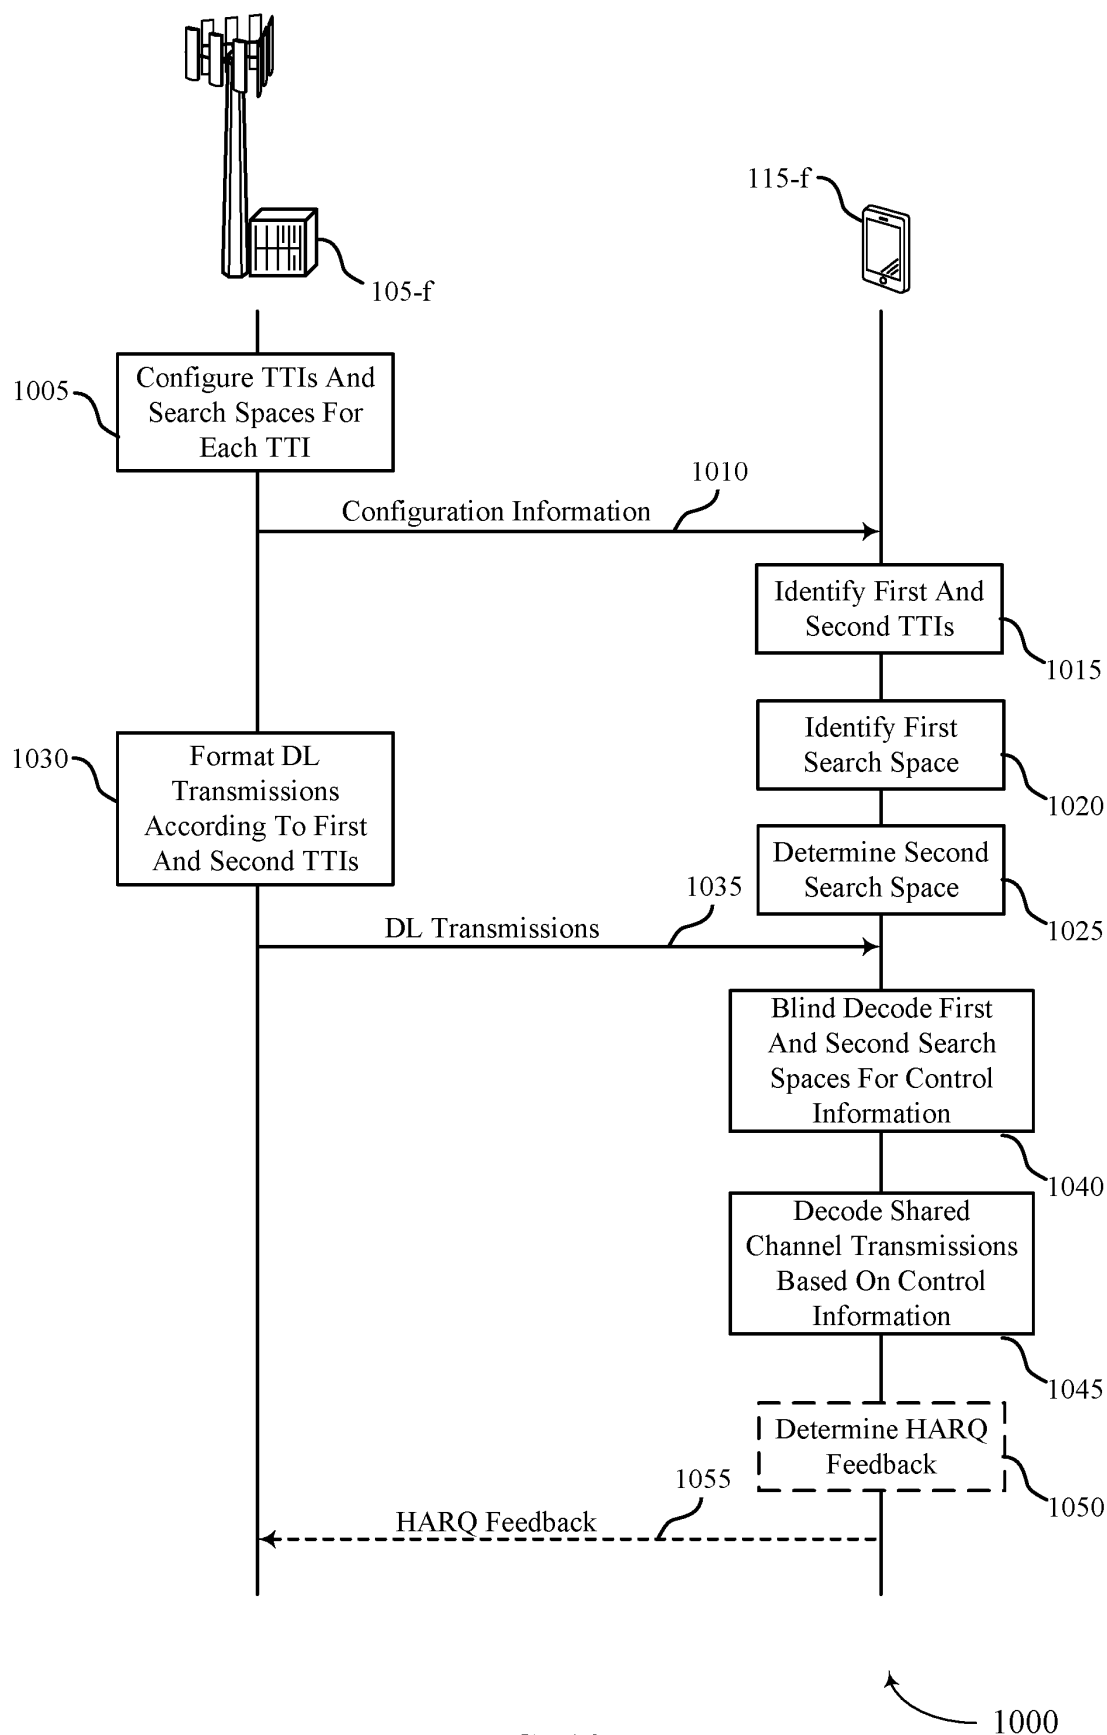 115-f
105-f
1005
Configure TTIs And
Search Spaces For
Each TTI
1010
Configuration Information
Identify First And
Second TTIs
1015
1030
Format DL
Transmissions
According To First
And Second TTIs
Identify First
Search Space
1020
Determine Second
Search Space
1025
1035
DL Transmissions
Blind Decode First
And Second Search
Spaces For Control
Information
1040
Decode Shared
Channel Transmissions
Based On Control
Information
1045
Determine HARQ
Feedback
1050
1055
HARQ Feedback
1000